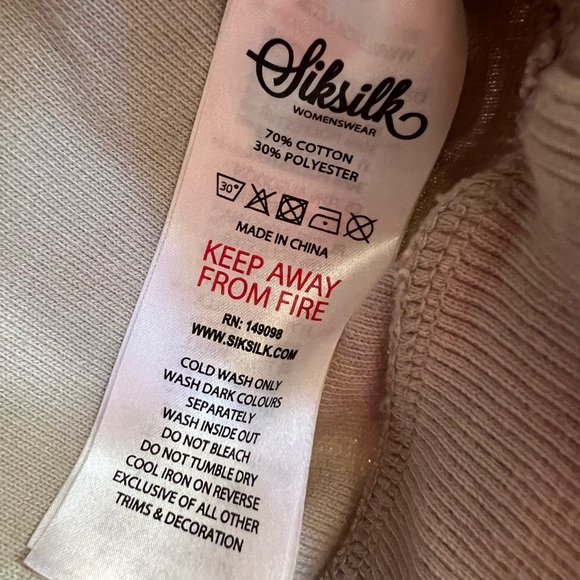 Siksilk
WOMENSWEAR
70% COTTON
30% POLYESTER
30°
MADE IN CHINA
KEEP AWAY
FROM FIRE
RN: 149098
WWW.SIKSILK.COM
COLD WASH ONLY
WASH DARK COLOURS
SEPARATELY
WASH INSIDE OUT
DO NOT BLEACH
DO NOT TUMBLE DRY
COOL IRON ON REVERSE
EXCLUSIVE OF ALL OTHER
TRIMS & DECORATION